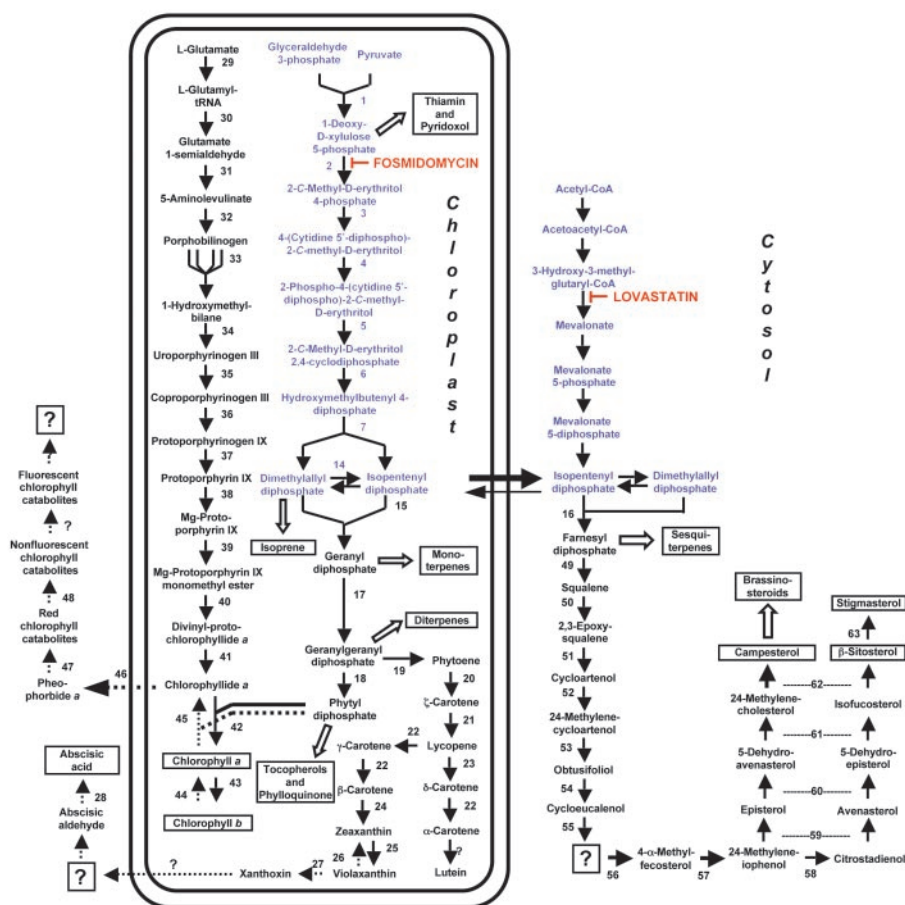 L-Glutamate
29
L-Glutamyl-
tRNA
30
Glutamate
1-semialdehyde
31
5-Aminolevulinate
32
Porphobilinogen
33
1-Hydroxymethyl-
bilane
34
Uroporphyrinogen III
35
Coproporphyrinogen III
36
Protoporphyrinogen IX
37
Protoporphyrin IX
38
Mg-Proto-
porphyrin IX
39
Mg-Protoporphyrin IX
monomethyl ester
40
Divinyl-proto-
chlorophyllide a
41
Chlorophyllide a
45
42
Chlorophyll a
44
43
Chlorophyll b
Glyceraldehyde
3-phosphate
Pyruvate
1
1-Deoxy-
D-xylulose
5-phosphate
Thiamin
and
Pyridoxol
2
FOSMIDOMYCIN
2-C-Methyl-D-erythritol
4-phosphate
3
4-(Cytidine 5`-diphospho)-
2-C-methyl-D-erythritol
4
2-Phospho-4-(cytidine 5'-
diphospho)-2-C-methyl-
D-erythritol
5
2-C-Methyl-D-erythritol
2,4-cyclodiphosphate
6
Hydroxymethylbutenyl 4-
diphosphate
7
Dimethylallyl
diphosphate
14
Isopentenyl
diphosphate
15
Isoprene
Geranyl
diphosphate
Mono-
terpenes
17
Diterpenes
Geranylgeranyl
diphosphate
19
Phytoene
18
20
Phytyl
diphosphate
ζ-Carotene
21
Tocopherols
and
Phylloquinone
γ-Carotene
22
Lycopene
22
23
β-Carotene
δ-Carotene
24
22
Zeaxanthin
α-Carotene
26
25
?
Xanthoxin
27
Violaxanthin
Lutein
Chloroplast
Cytosol
Acetyl-CoA
Acetoacetyl-CoA
3-Hydroxy-3-methyl-
glutaryl-CoA
LOVASTATIN
Mevalonate
Mevalonate
5-phosphate
Mevalonate
5-diphosphate
Isopentenyl
diphosphate
Dimethylallyl
diphosphate
16
Farnesyl
diphosphate
Sesqui-
terpenes
49
Squalene
50
2,3-Epoxy-
squalene
51
Cycloartenol
52
24-Methylene-
cycloartenol
53
Obtusifoliol
54
Cycloeucalenol
55
?
56
4-α-Methyl-
fecosterol
57
24-Methylene-
lophenol
58
Citrostadienol
59
Episterol
Avenasterol
60
5-Dehydro-
avenasterol
5-Dehydro-
episterol
61
24-Methylene-
cholesterol
Isofucosterol
62
Campesterol
β-Sitosterol
63
Brassino-
steroids
Stigmasterol
?
Fluorescent
chlorophyll
catabolites
?
Nonfluorescent
chlorophyll
catabolites
48
Red
chlorophyll
catabolites
47
46
Pheo-
phorbide a
Abscisic
acid
28
Abscisic
aldehyde
?
?